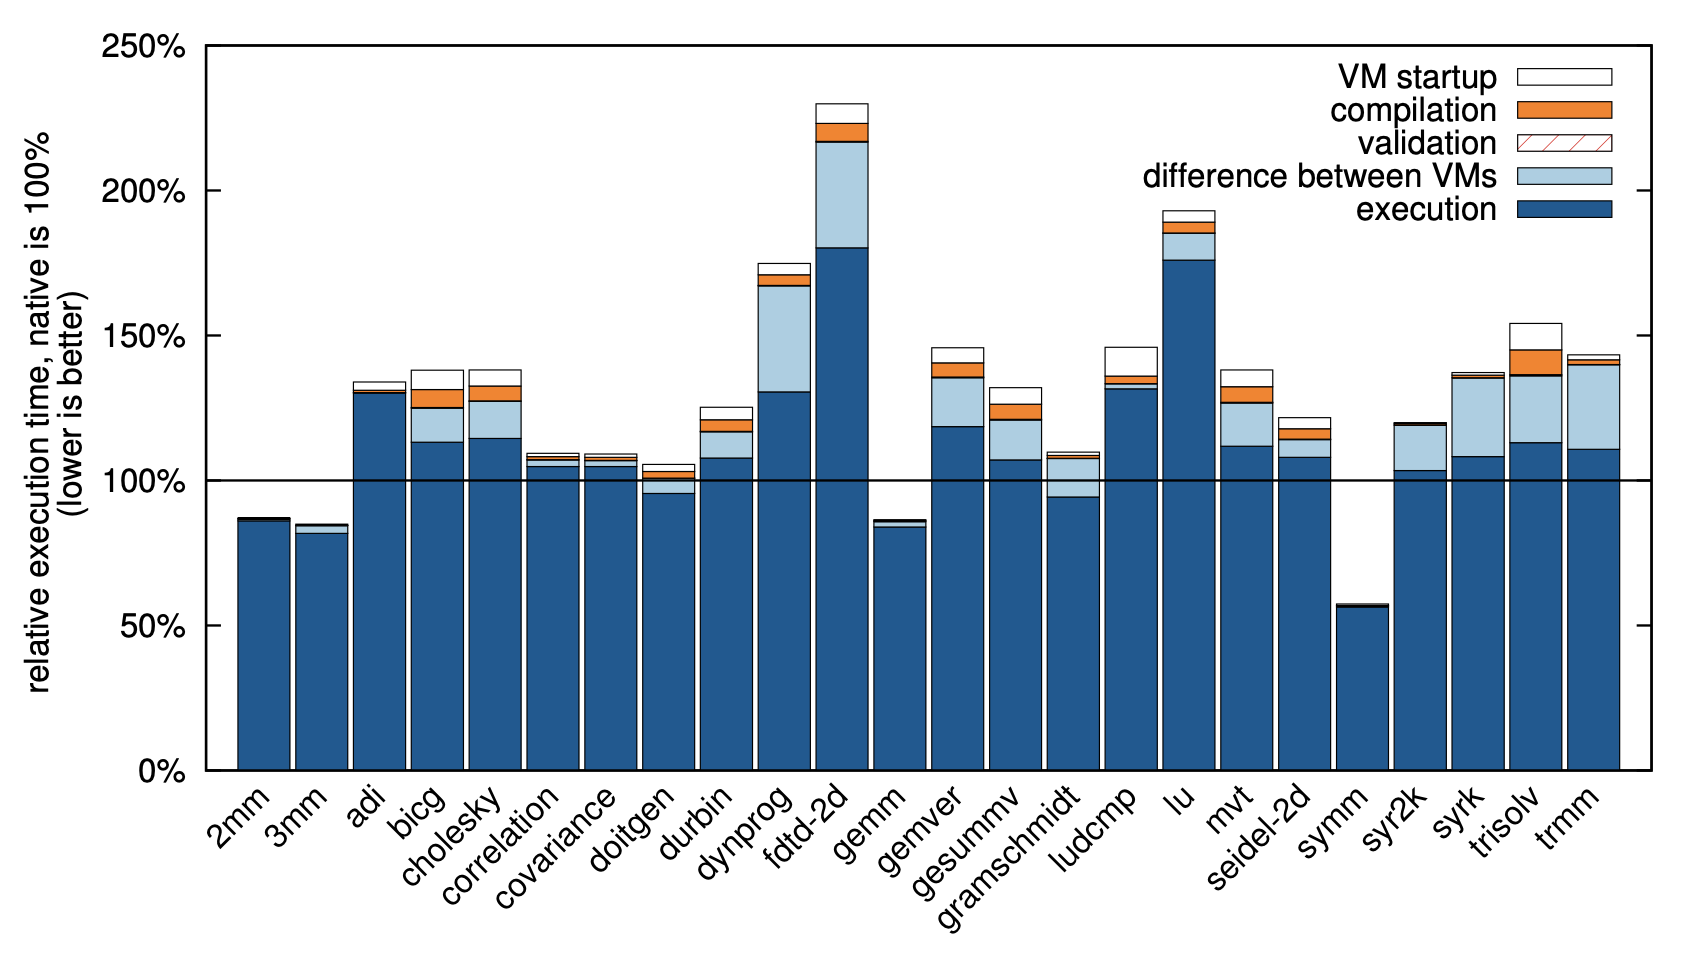 relative execution time, native is 100%
(lower is better)
250%
200%
150%
100%
50%
0%
VM startup
compilation
validation
difference between VMs
execution
2mm
3mm
adi
bicg
cholesky
correlation
covariance
doitgen
durbin
dynprog
fdtd-2d
gemm
gemver
gesummv
gramschmidt
ludcmp
lu
mvt
seidel-2d
symm
syr2k
syrk
trisolv
trmm